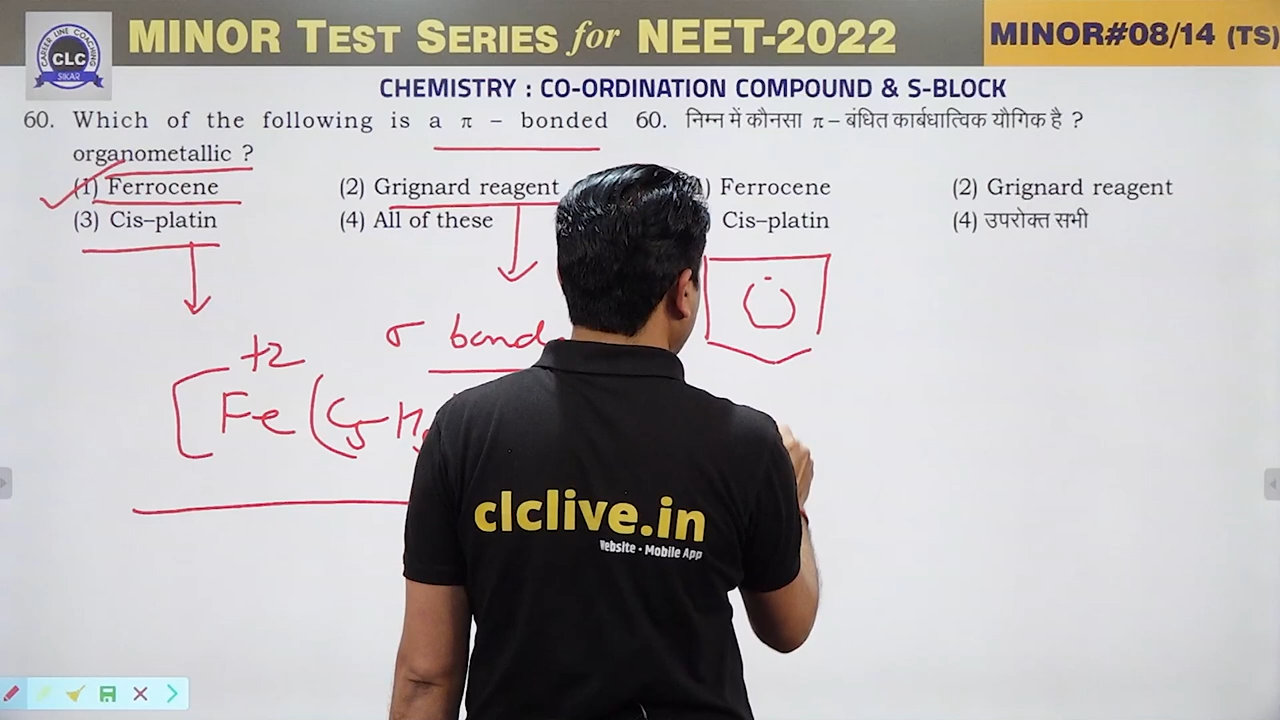 CAREER LINE COACHING
CLC
SIKAR
MINOR TEST SERIES for NEET-2022
MINOR#08/14 (TS)
CHEMISTRY : CO-ORDINATION COMPOUND & S-BLOCK
60. Which of the following is a π – bonded
organometallic ?
(1) Ferrocene (2) Grignard reagent
(3) Cis–platin (4) All of these
60. निम्न में कौनसा π – बंधित कार्बधात्विक यौगिक है ?
) Ferrocene (2) Grignard reagent
Cis–platin (4) उपरोक्त सभी
σ bond
+2
[Fe(C5H5
clclive.in
Website • Mobile App